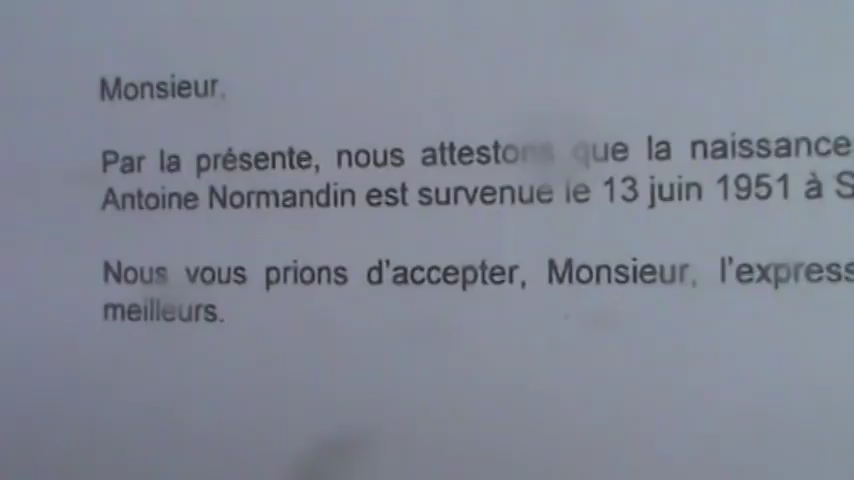 Monsieur,
Par la présente, nous attestons que la naissance
Antoine Normandin est survenue le 13 juin 1951 à S
Nous vous prions d'accepter, Monsieur, l'express
meilleurs.